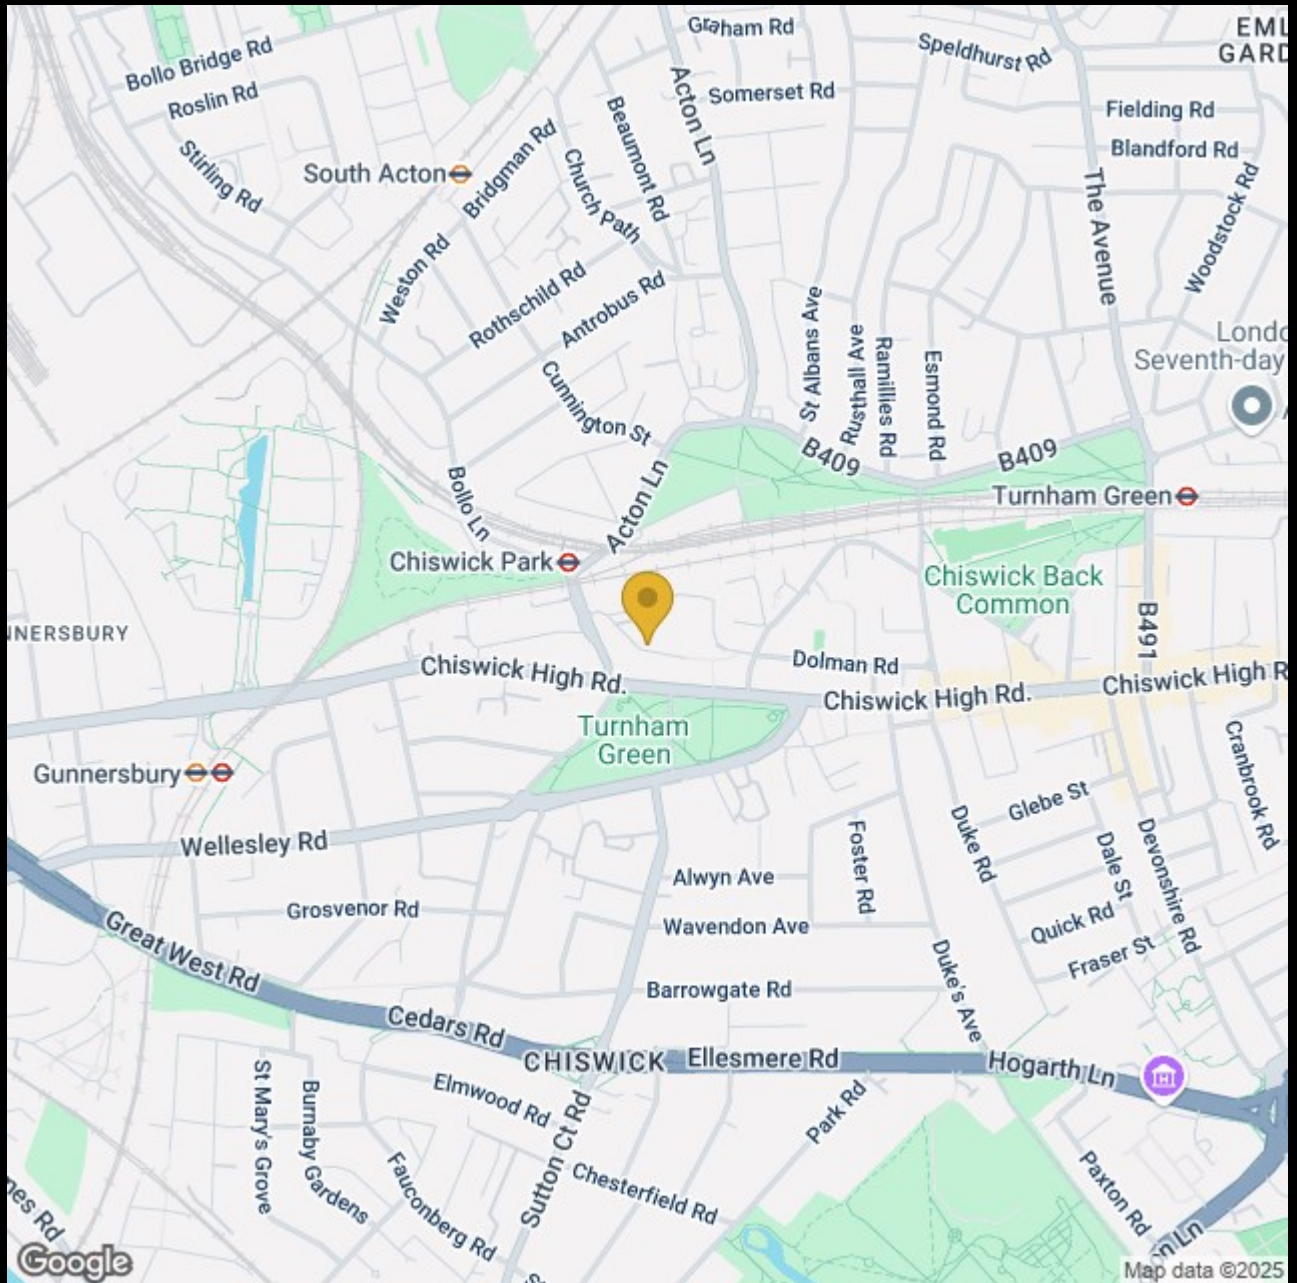 Graham Rd
EML
GARD
Speldhurst Rd
Bollo Bridge Rd
Roslin Rd
Acton Ln
Somerset Rd
Beaumont Rd
Fielding Rd
Blandford Rd
Stirling Rd
South Acton
Bridgman Rd
Church Path
The Avenue
Woodstock Rd
Weston Rd
Rothschild Rd
Antrobus Rd
St Albans Ave
Rusthall Ave
Ramillies Rd
Esmond Rd
Londo
Seventh-day
A
Cunnington St
B409
B409
Bollo Ln
Acton Ln
Turnham Green
Chiswick Park
Chiswick Back
Common
NNERSBURY
B491
Dolman Rd
Chiswick High Rd.
Chiswick High Rd.
Chiswick High R
Turnham
Green
Gunnersbury
Cranbrook Rd
Glebe St
Wellesley Rd
Foster Rd
Duke Rd
Dale St
Devonshire Rd
Alwyn Ave
Grosvenor Rd
Wavendon Ave
Quick Rd
Fraser St
Great West Rd
Duke's Ave
Barrowgate Rd
Cedars Rd
CHISWICK
Ellesmere Rd
Hogarth Ln
St Mary's Grove
Burnaby Gardens
Elmwood Rd
Sutton Ct Rd
Park Rd
Fauconberg Rd
Chesterfield Rd
Paxton Rd
mes Rd
on Ln
S
Google
Map data ©2025